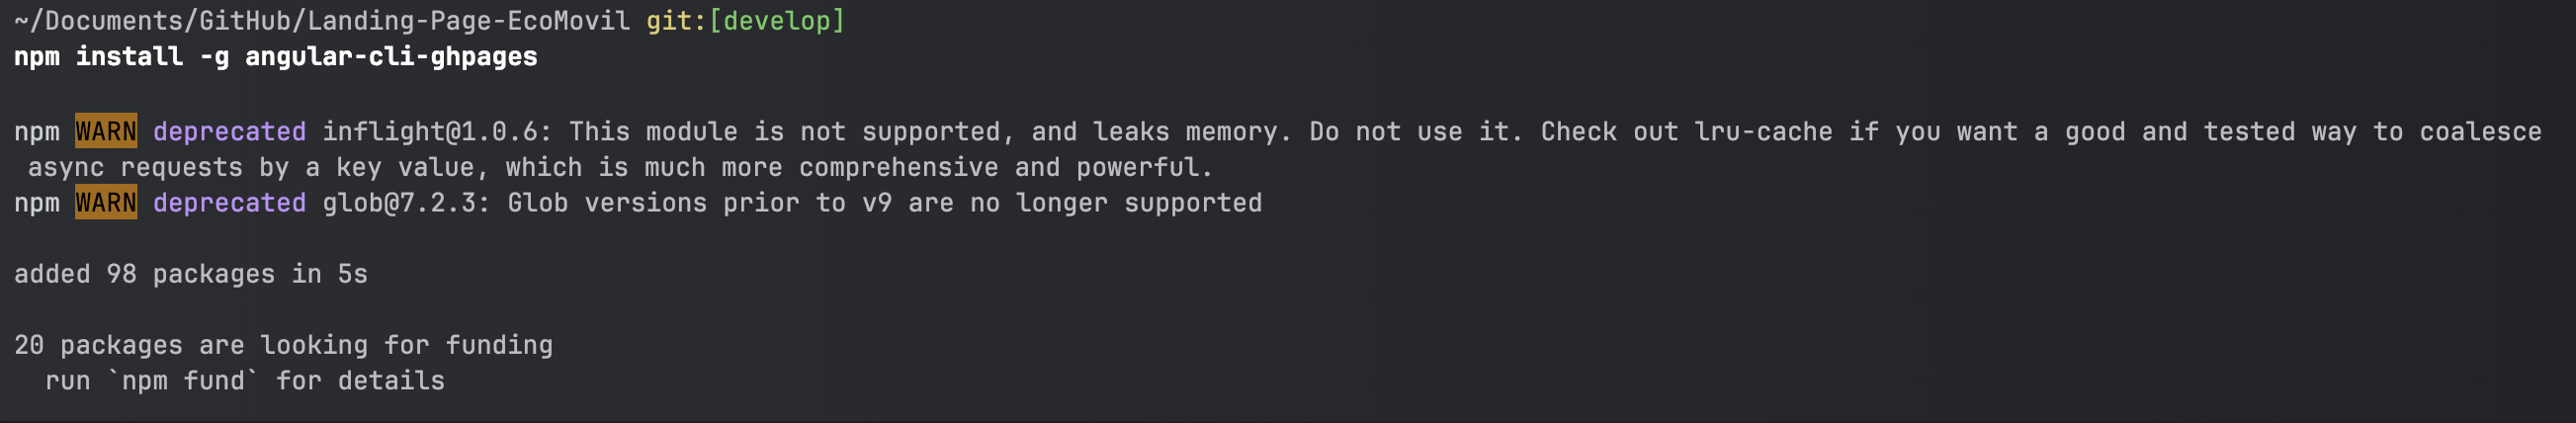 ~/Documents/GitHub/Landing-Page-EcoMovil git:[develop]
npm install -g angular-cli-ghpages
npm WARN deprecated inflight@1.0.6: This module is not supported, and leaks memory. Do not use it. Check out lru-cache if you want a good and tested way to coalesce
async requests by a key value, which is much more comprehensive and powerful.
npm WARN deprecated glob@7.2.3: Glob versions prior to v9 are no longer supported
added 98 packages in 5s
20 packages are looking for funding
run `npm fund` for details